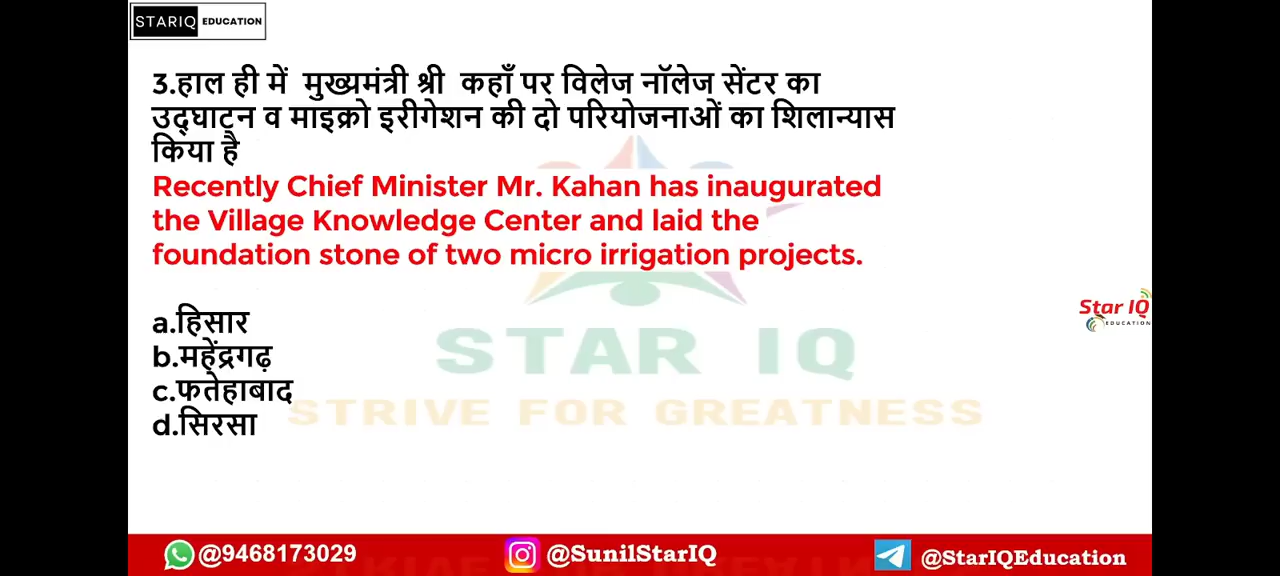 STARIQ EDUCATION
3.हाल ही में मुख्यमंत्री श्री कहाँ पर विलेज नॉलेज सेंटर का
उद्घाटन व माइक्रो इरीगेशन की दो परियोजनाओं का शिलान्यास
किया है
Recently Chief Minister Mr. Kahan has inaugurated
the Village Knowledge Center and laid the
foundation stone of two micro irrigation projects.
a.हिसार
b.महेंद्रगढ़
c.फतेहाबाद
d.सिरसा
STAR IQ
STRIVE FOR GREATNESS
Star IQ
EDUCATION
@9468173029 @SunilStarIQ @StarIQEducation